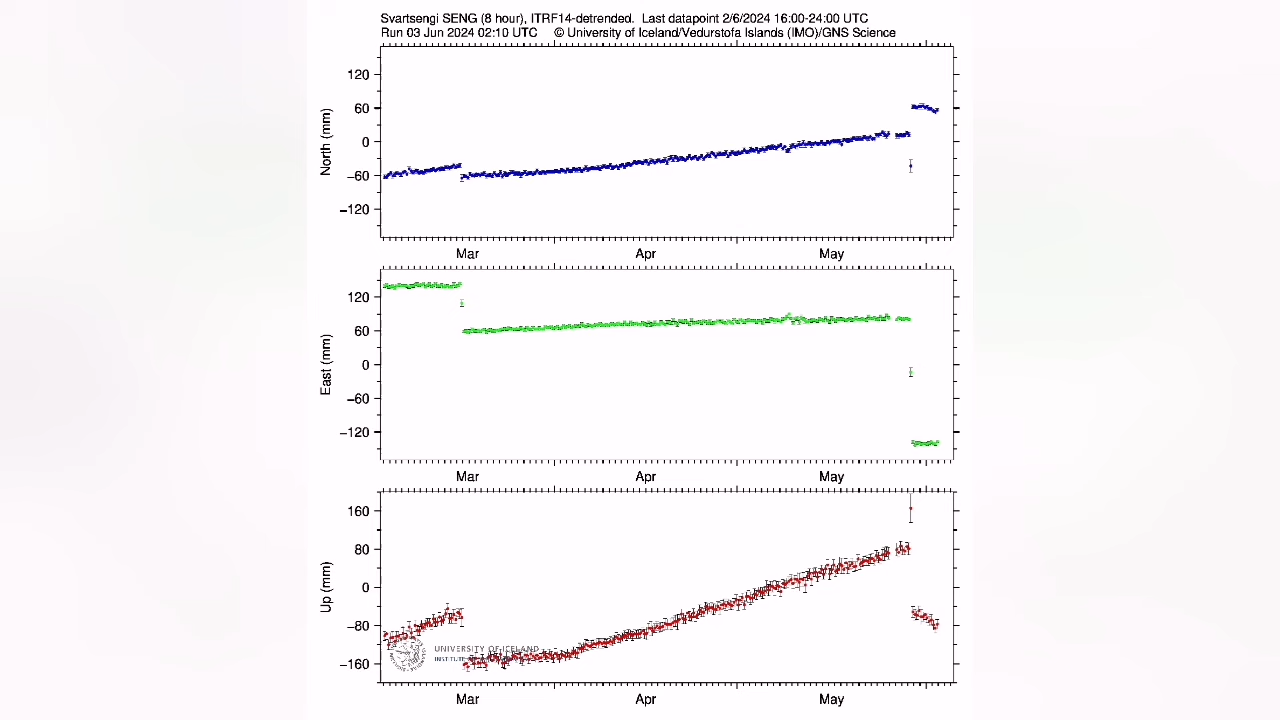 Svartsengi SENG (8 hour), ITRF14-detrended. Last datapoint 2/6/2024 16:00-24:00 UTC
Run 03 Jun 2024 02:10 UTC © University of Iceland/Vedurstofa Islands (IMO)/GNS Science
120
60
0
−60
−120
North (mm)
Mar Apr May
120
60
0
−60
−120
East (mm)
Mar Apr May
160
80
0
−80
−160
Up (mm)
UNIVERSITY OF ICELAND
Mar Apr May